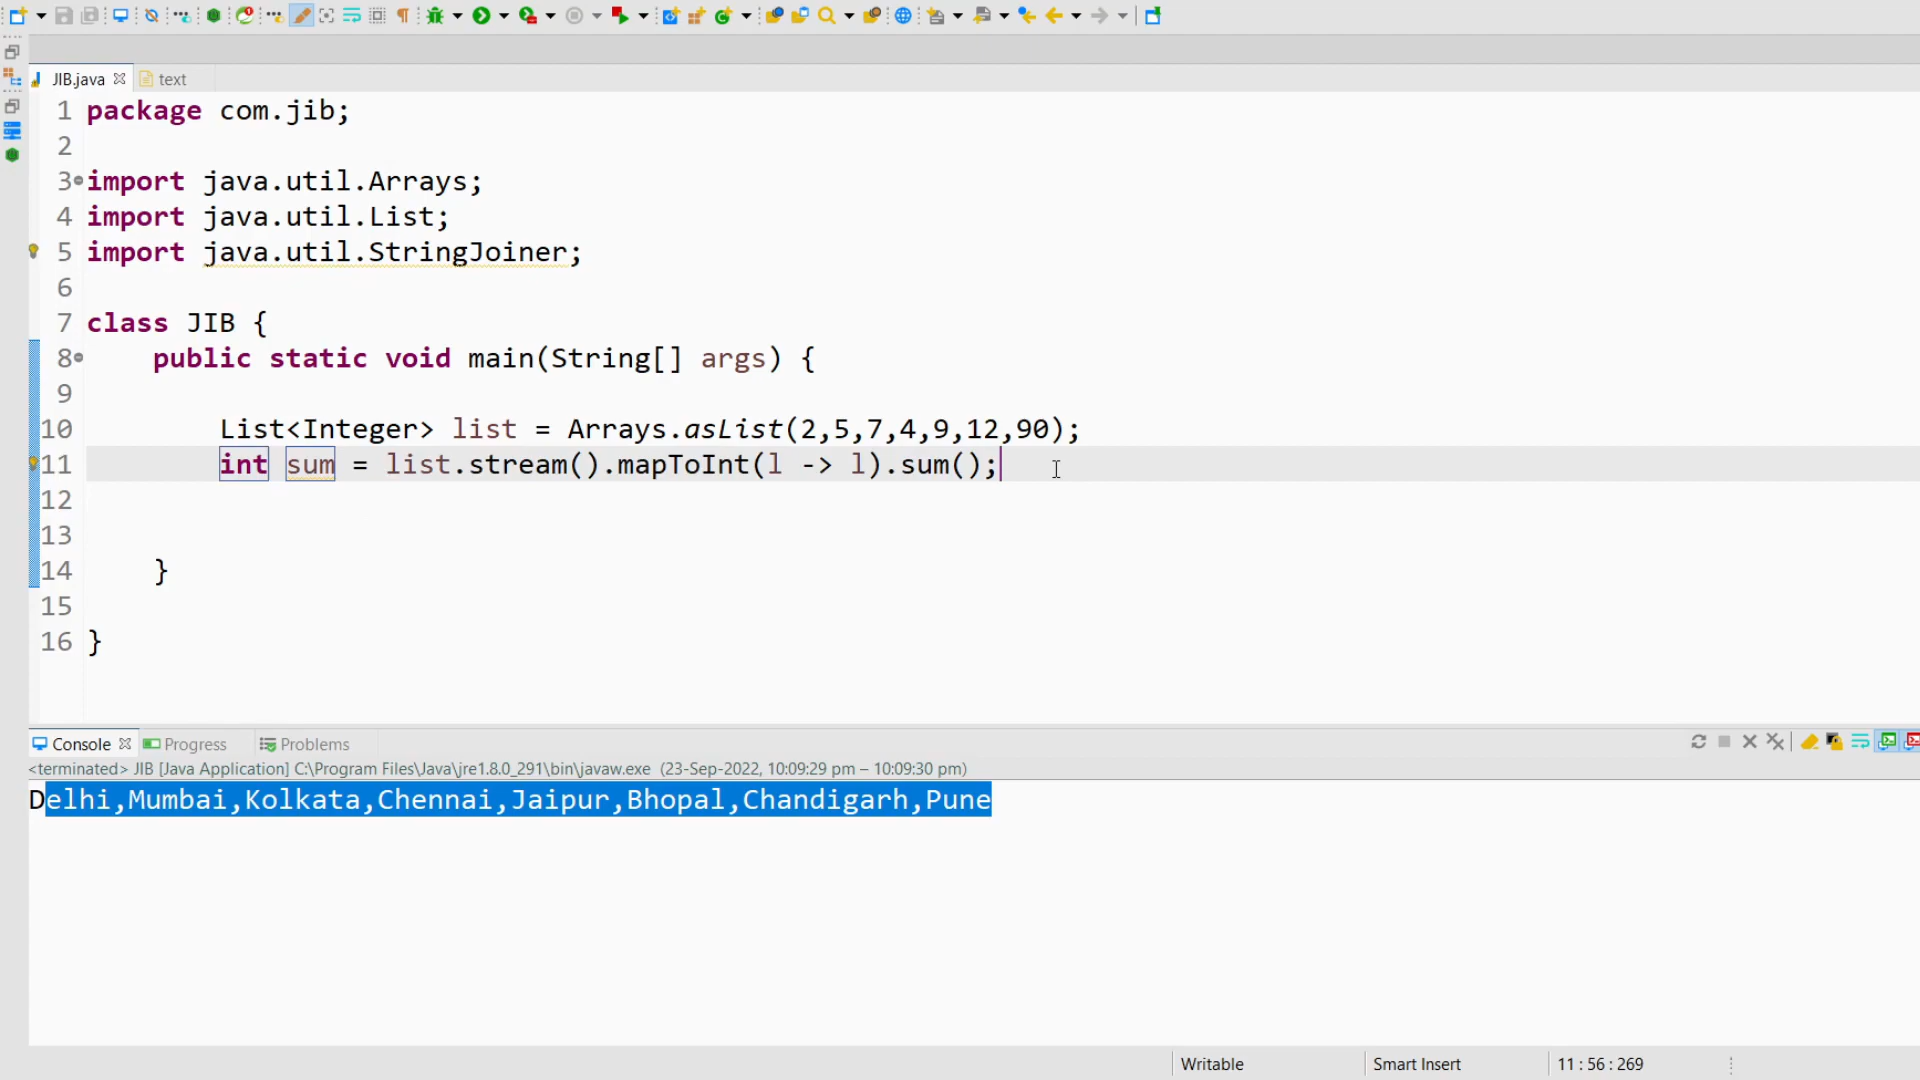 JIB.java
text
1 package com.jib;
2
3 import java.util.Arrays;
4 import java.util.List;
5 import java.util.StringJoiner;
6
7 class JIB {
8 public static void main(String[] args) {
9
10 List<Integer> list = Arrays.asList(2,5,7,4,9,12,90);
11 int sum = list.stream().mapToInt(l -> l).sum();
12
13
14 }
15
16 }
Console Progress Problems
<terminated> JIB [Java Application] C:\Program Files\Java\jre1.8.0_291\bin\javaw.exe (23-Sep-2022, 10:09:29 pm – 10:09:30 pm)
Delhi,Mumbai,Kolkata,Chennai,Jaipur,Bhopal,Chandigarh,Pune
Writable Smart Insert 11 : 56 : 269